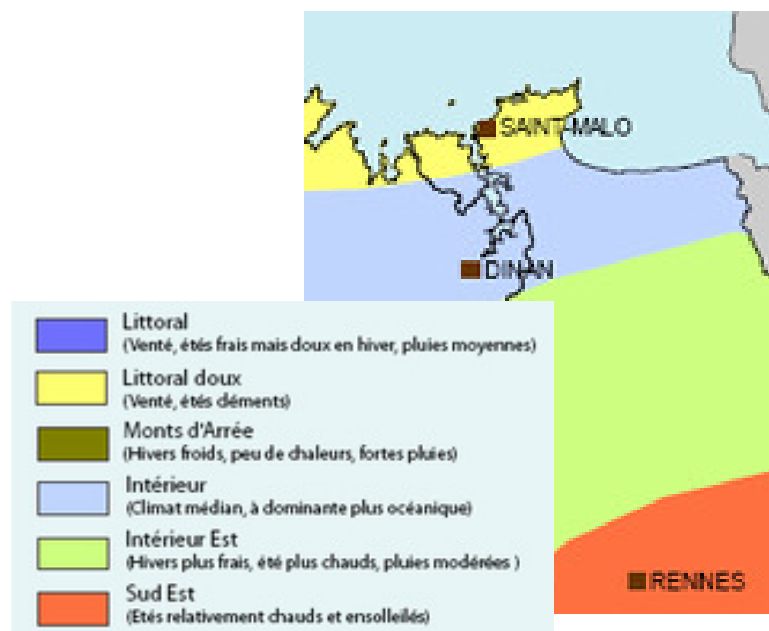 SAINT-MALO
DINAN
Littoral
(Venté, étés frais mais doux en hiver, pluies moyennes)
Littoral doux
(Venté, étés cléments)
Monts d'Arrée
(Hivers froids, peu de chaleurs, fortes pluies)
Intérieur
(Climat médian, à dominante plus océanique)
Intérieur Est
(Hivers plus frais, été plus chauds, pluies modérées )
Sud Est
(Etés relativement chauds et ensolleilés)
RENNES